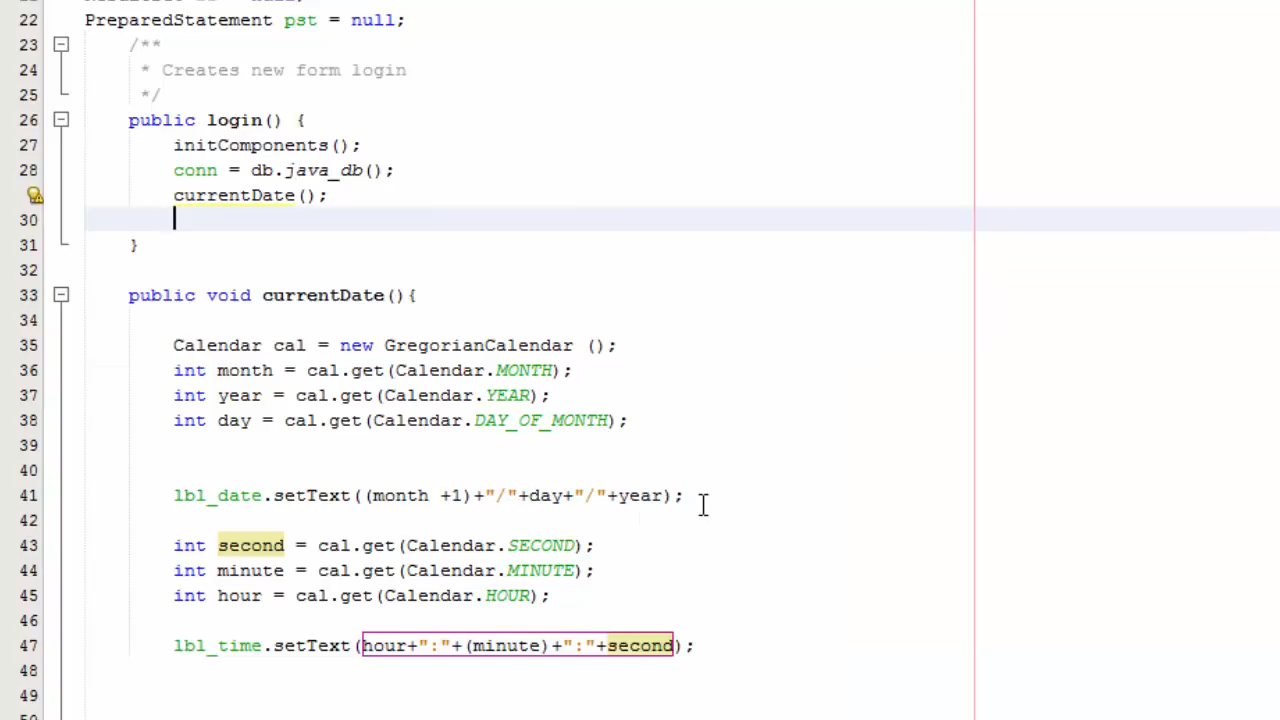 22 PreparedStatement pst = null;
23 /**
24 * Creates new form login
25 */
26 public login() {
27 initComponents();
28 conn = db.java_db();
currentDate();
30
31 }
32
33 public void currentDate(){
34
35 Calendar cal = new GregorianCalendar ();
36 int month = cal.get(Calendar.MONTH);
37 int year = cal.get(Calendar.YEAR);
38 int day = cal.get(Calendar.DAY_OF_MONTH);
39
40
41 lbl_date.setText((month +1)+"/"+day+"/"+year);
42
43 int second = cal.get(Calendar.SECOND);
44 int minute = cal.get(Calendar.MINUTE);
45 int hour = cal.get(Calendar.HOUR);
46
47 lbl_time.setText(hour+":"+(minute)+":"+second);
48
49